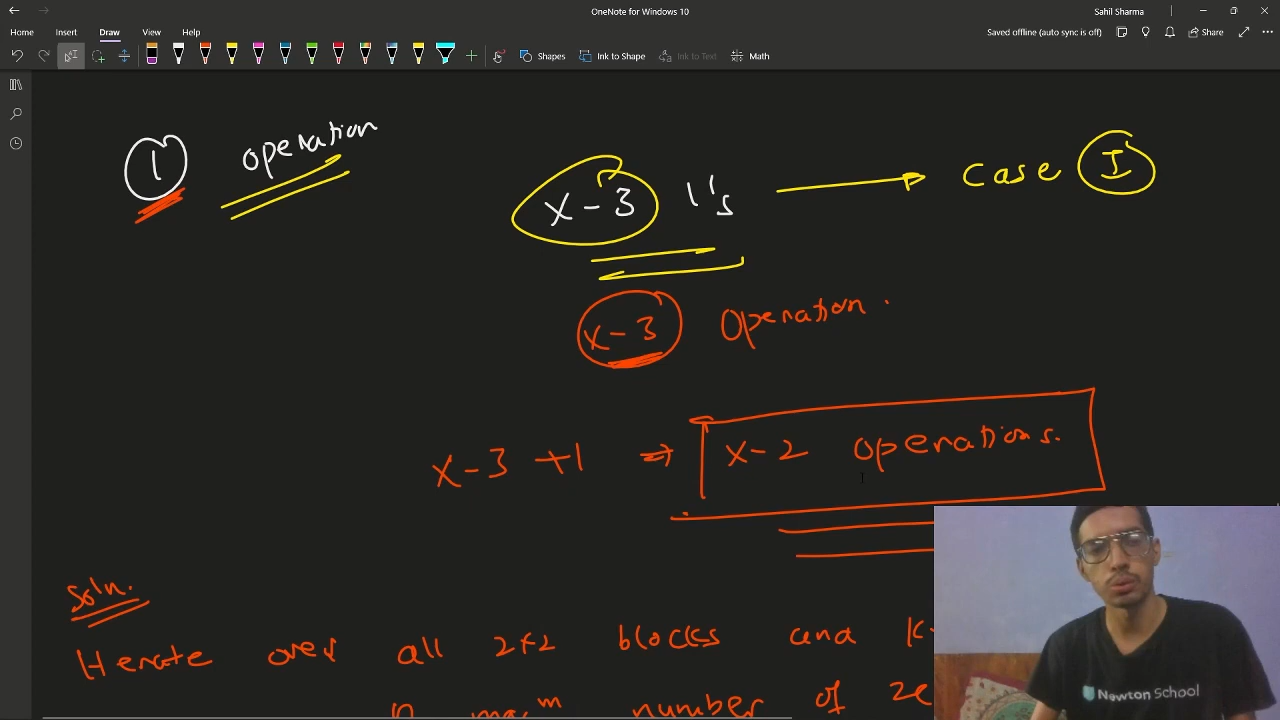 OneNote for Windows 10
Sahil Sharma
Home Insert Draw View Help
Saved offline (auto sync is off) Share
Shapes Ink to Shape Ink to Text Math
1 operation
x-3 1's case I
x-3 operation.
x-3 +1 ⇒ x-2 operations.
Soln.
Iterate over all 2*2 blocks and
number of
Newton School